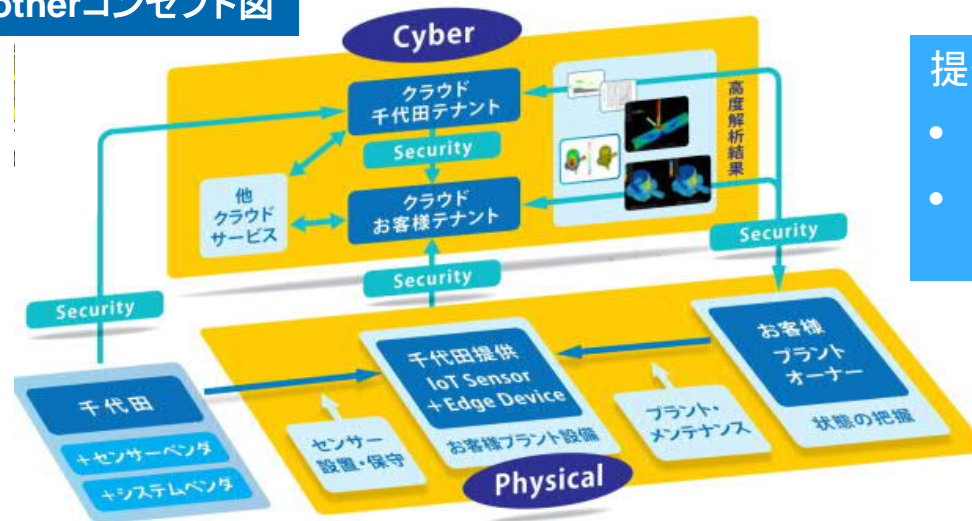 otherコンセプト図
Cyber
クラウド
千代田テナント
Security
クラウド
お客様テナント
他
クラウド
サービス
高度解析結果
提
•
•
Security
Security
Security
千代田
+センサーベンダ
+システムベンダ
センサー
設置・保守
千代田提供
IoT Sensor
+Edge Device
お客様プラント設備
プラント・
メンテナンス
お客様
プラント
オーナー
状態の把握
Physical